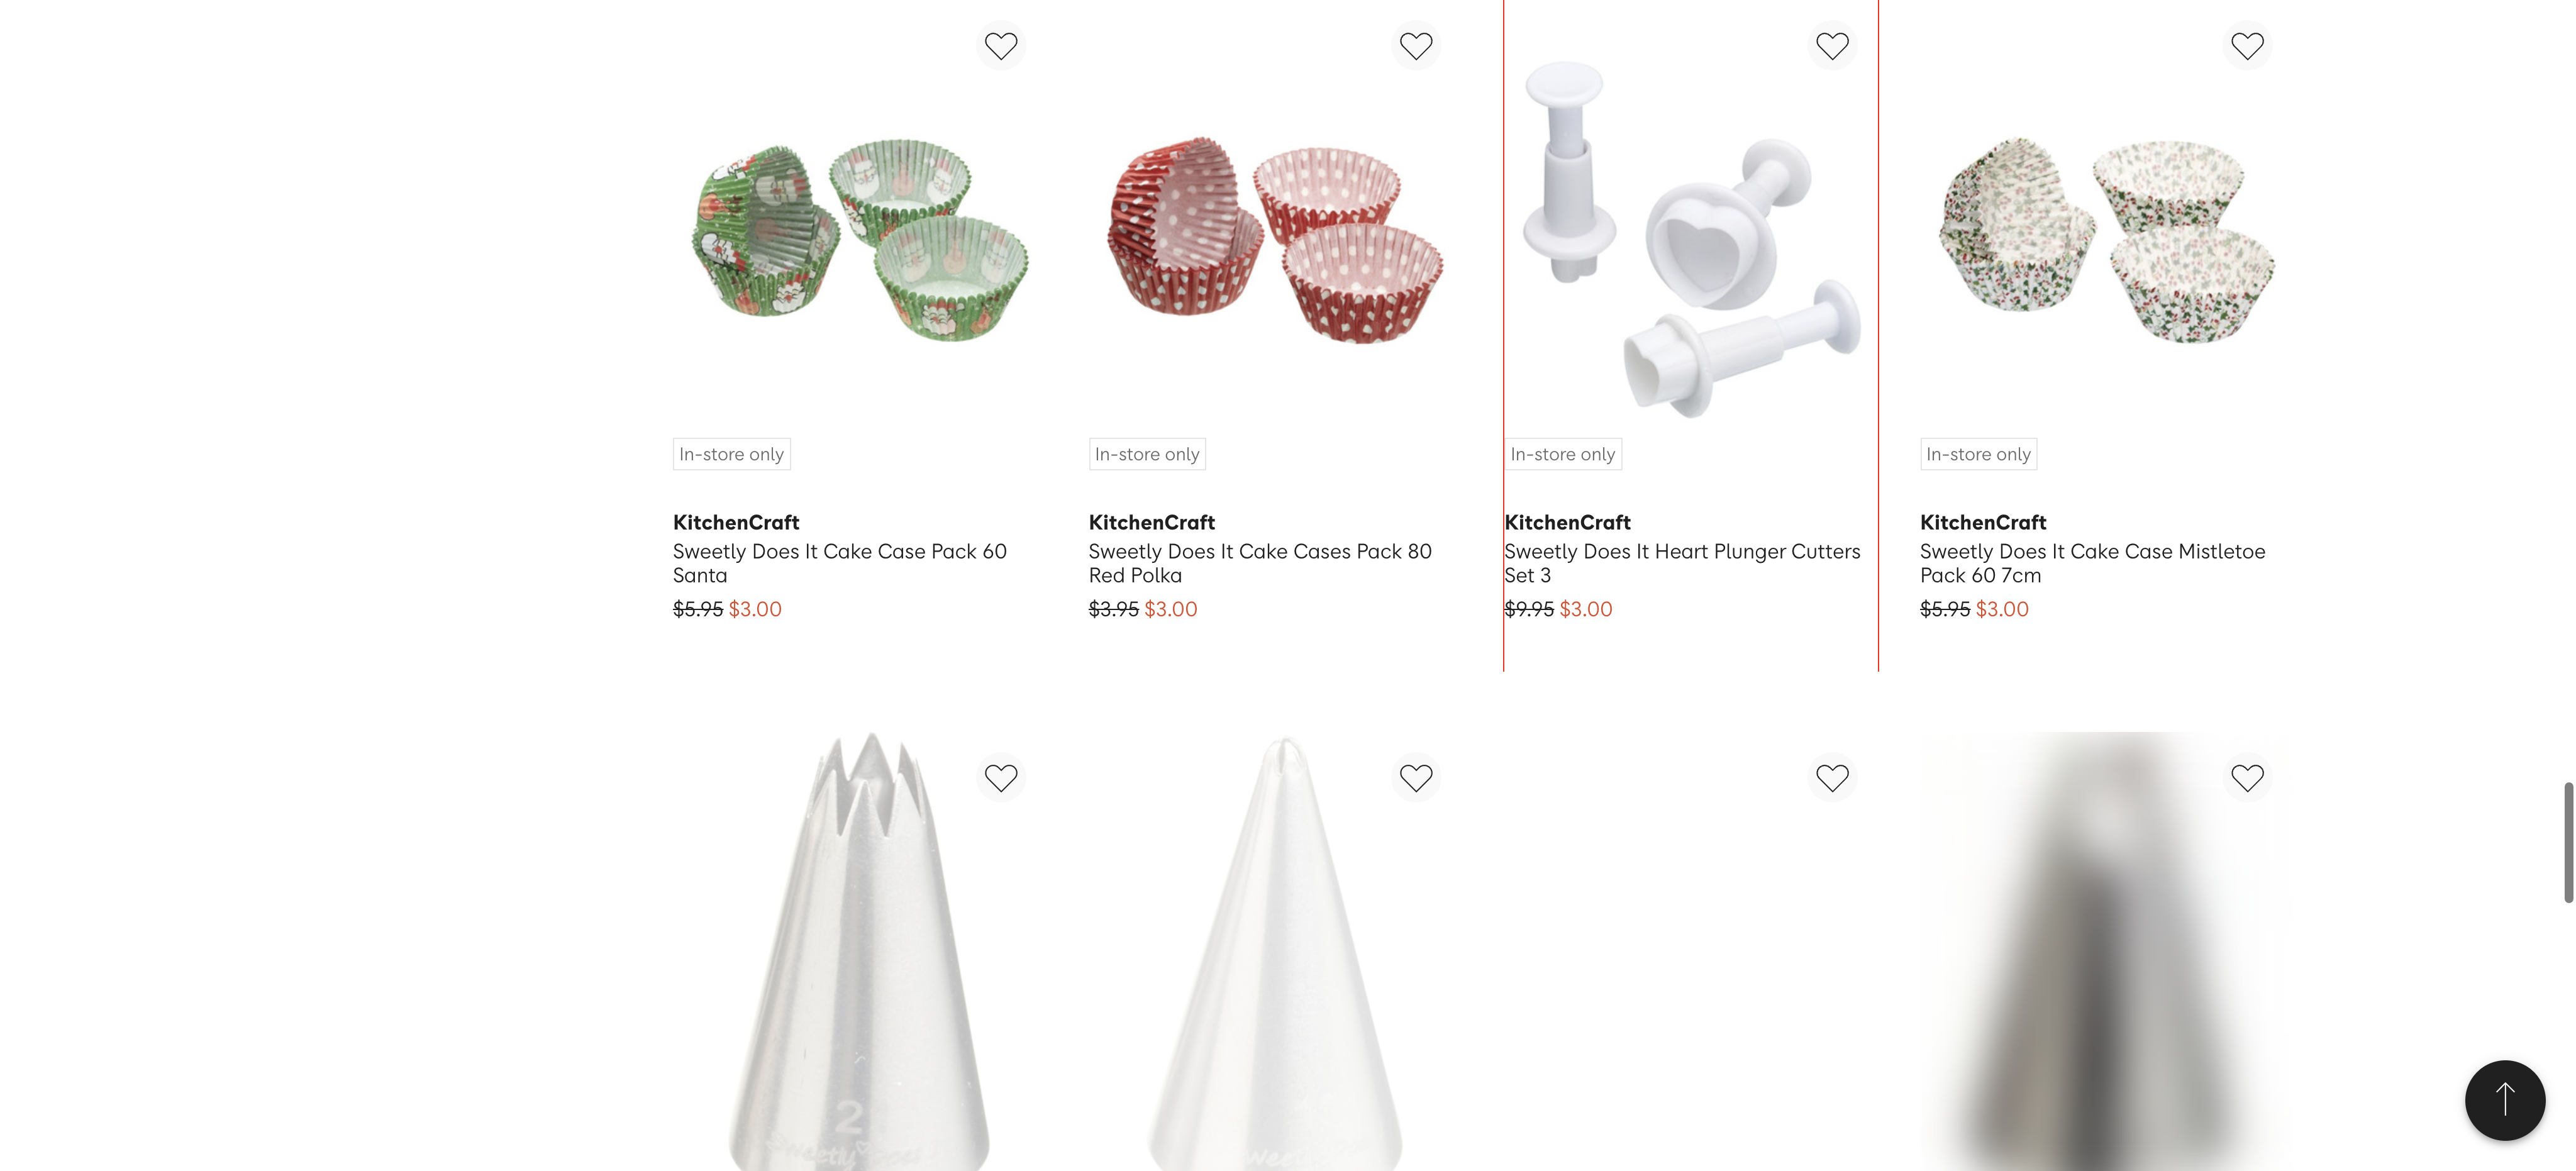 In-store only
KitchenCraft
Sweetly Does It Cake Case Pack 60
Santa
$5.95 $3.00
In-store only
KitchenCraft
Sweetly Does It Cake Cases Pack 80
Red Polka
$3.95 $3.00
In-store only
KitchenCraft
Sweetly Does It Heart Plunger Cutters
Set 3
$9.95 $3.00
In-store only
KitchenCraft
Sweetly Does It Cake Case Mistletoe
Pack 60 7cm
$5.95 $3.00
2
Sweetly